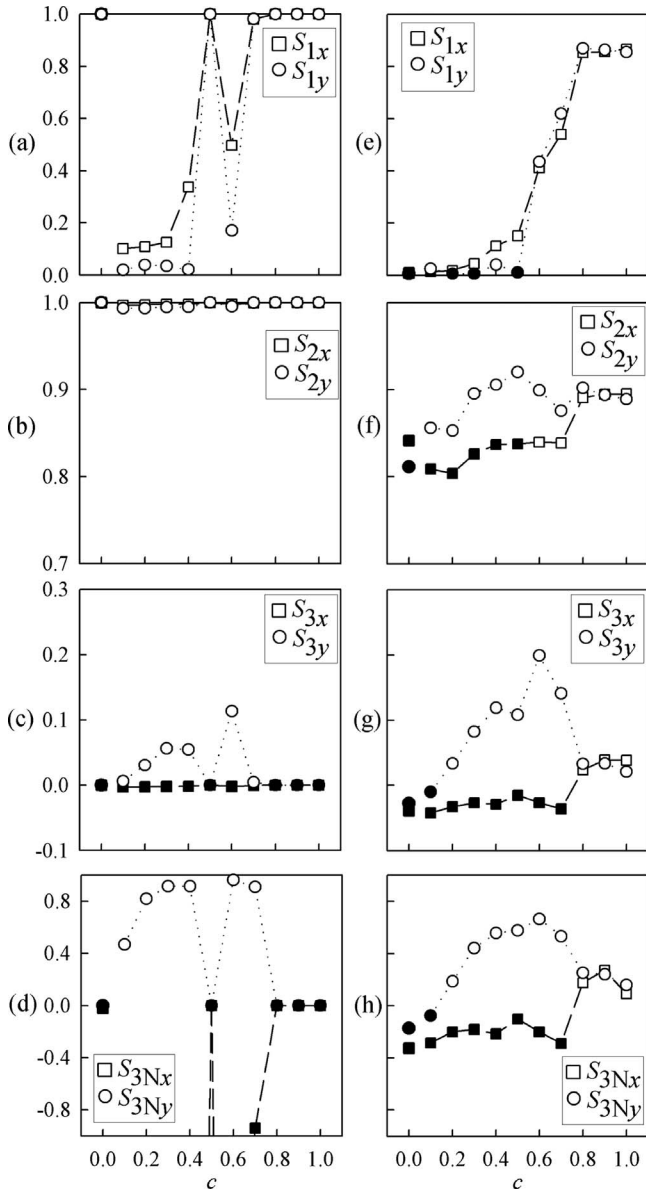 1.0
0.8
0.6
0.4
0.2
0.0
(a)
S1x
S1y
(e)
S1x
S1y
1.0
0.9
0.8
0.7
(b)
S2x
S2y
(f)
S2x
S2y
0.3
0.2
0.1
0.0
-0.1
(c)
S3x
S3y
(g)
S3x
S3y
0.8
0.4
0.0
-0.4
-0.8
(d)
S3Nx
S3Ny
(h)
S3Nx
S3Ny
0.0 0.2 0.4 0.6 0.8 1.0
c
0.0 0.2 0.4 0.6 0.8 1.0
c